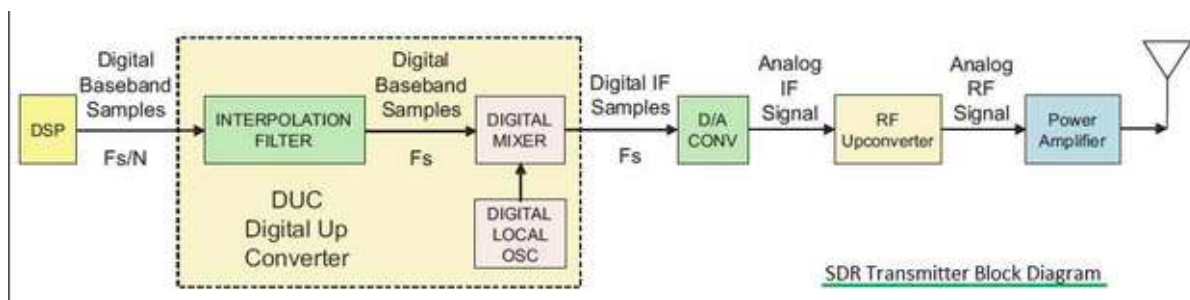 DSP
Digital
Baseband
Samples
Fs/N
INTERPOLATION
FILTER
DUC
Digital Up
Converter
Digital
Baseband
Samples
Fs
DIGITAL
MIXER
DIGITAL
LOCAL
OSC
Digital IF
Samples
Fs
D/A
CONV
Analog
IF
Signal
RF
Upconverter
Analog
RF
Signal
Power
Amplifier
SDR Transmitter Block Diagram